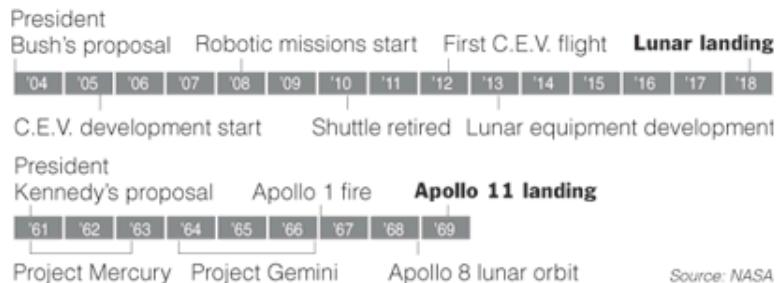 President
Bush's proposal Robotic missions start First C.E.V. flight Lunar landing
'04 '05 '06 '07 '08 '09 '10 '11 '12 '13 '14 '15 '16 '17 '18
C.E.V. development start Shuttle retired Lunar equipment development
President
Kennedy's proposal Apollo 1 fire Apollo 11 landing
'61 '62 '63 '64 '65 '66 '67 '68 '69
Project Mercury Project Gemini Apollo 8 lunar orbit Source: NASA